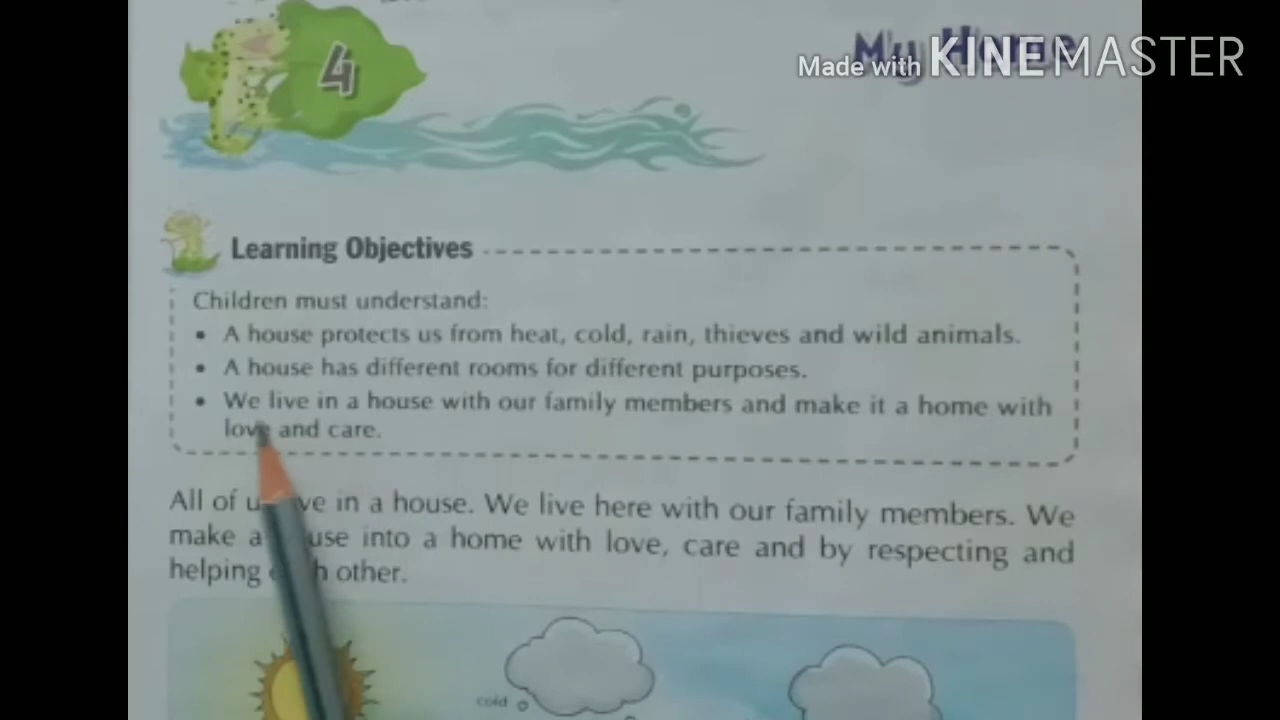 4
My Home
Made with KINEMASTER
Learning Objectives
Children must understand:
• A house protects us from heat, cold, rain, thieves and wild animals.
• A house has different rooms for different purposes.
• We live in a house with our family members and make it a home with
love and care.
All of in a house. We live here with our family members. We
make a into a home with love, care and by respecting and
helping other.
cold